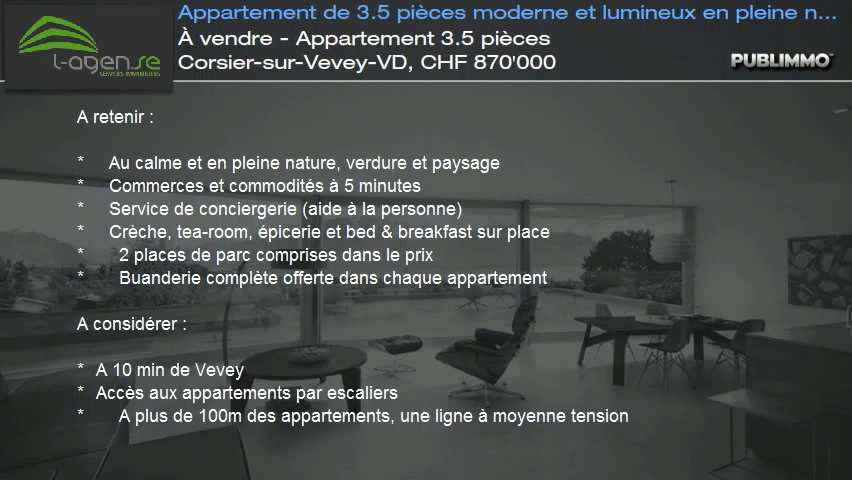 Appartement de 3.5 pièces moderne et lumineux en pleine n...
À vendre - Appartement 3.5 pièces
Corsier-sur-Vevey-VD, CHF 870'000
l-agen.se
SERVICES IMMOBILIERS
PUBLIMMO
A retenir :
* Au calme et en pleine nature, verdure et paysage
* Commerces et commodités à 5 minutes
* Service de conciergerie (aide à la personne)
* Crèche, tea-room, épicerie et bed & breakfast sur place
* 2 places de parc comprises dans le prix
* Buanderie complète offerte dans chaque appartement
A considérer :
* A 10 min de Vevey
* Accès aux appartements par escaliers
* A plus de 100m des appartements, une ligne à moyenne tension